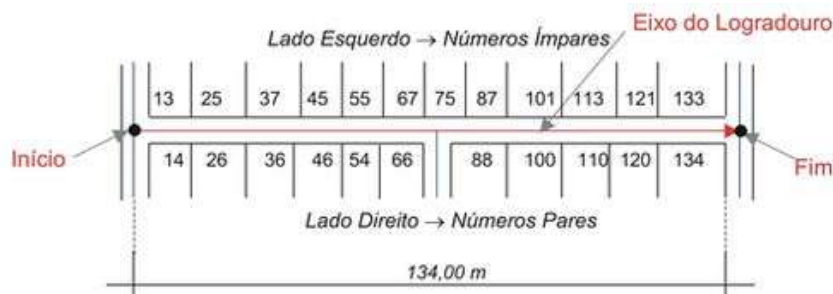 Eixo do Logradouro
Lado Esquerdo → Números Ímpares
13 25 37 45 55 67 75 87 101 113 121 133
Início
Fim
14 26 36 46 54 66 88 100 110 120 134
Lado Direito → Números Pares
134,00 m